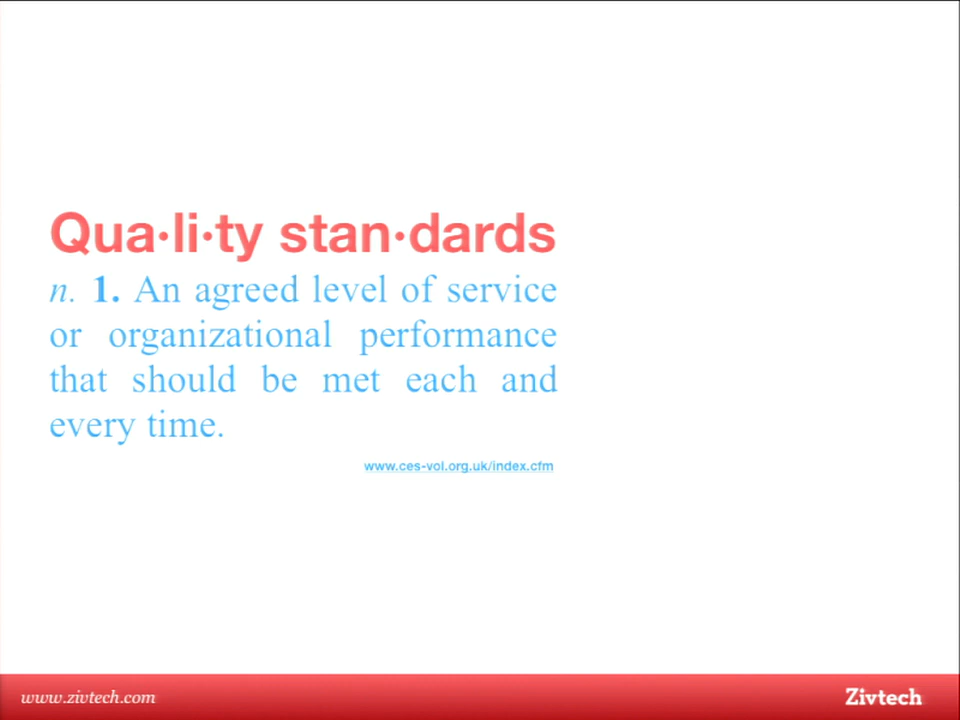 Qua·li·ty stan·dards
n. 1. An agreed level of service
or organizational performance
that should be met each and
every time.
www.ces-vol.org.uk/index.cfm
www.zivtech.com
Zivtech